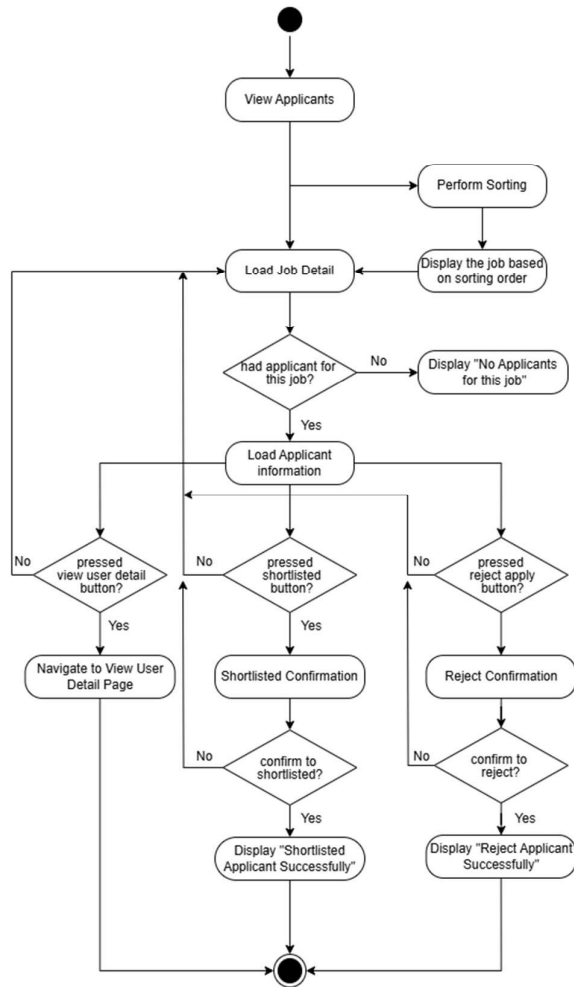 View Applicants
Perform Sorting
Load Job Detail
Display the job based
on sorting order
had applicant for
this job?
No
Display "No Applicants
for this job"
Yes
Load Applicant
information
No
pressed
view user detail
button?
No
pressed
shortlisted
button?
No
pressed
reject apply
button?
Yes
Yes
Yes
Navigate to View User
Detail Page
Shortlisted Confirmation
Reject Confirmation
No
confirm to
shortlisted?
No
confirm to
reject?
Yes
Yes
Display "Shortlisted
Applicant Successfully"
Display "Reject Applicant
Successfully"